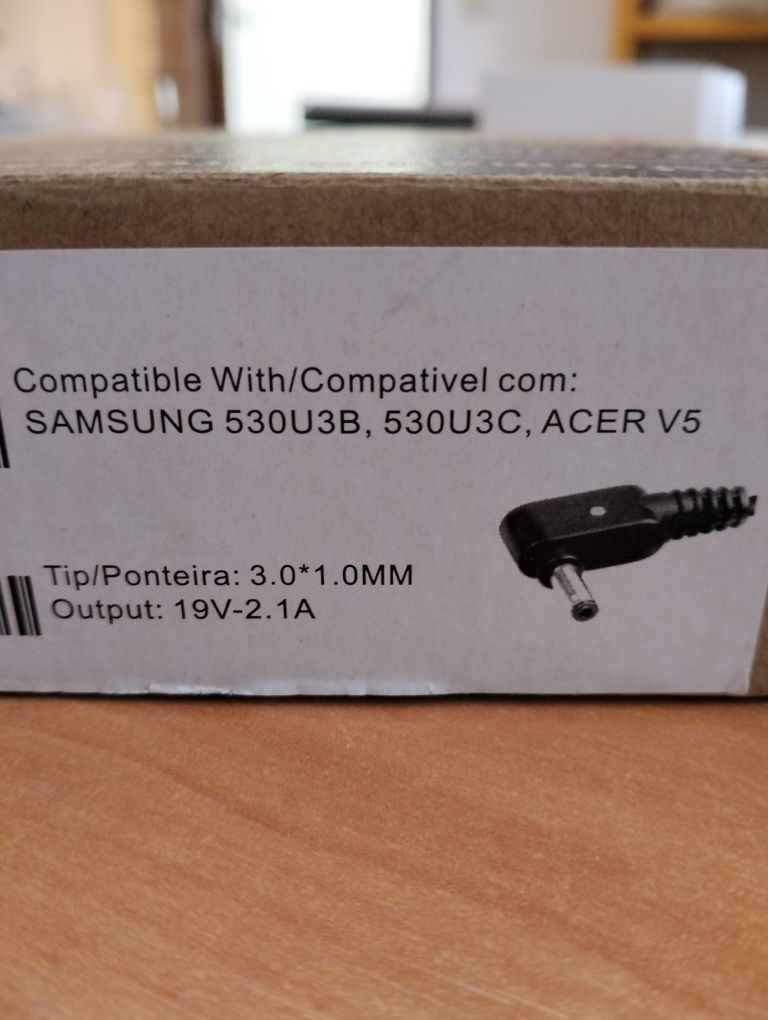 Compatible With/Compativel com:
SAMSUNG 530U3B, 530U3C, ACER V5
Tip/Ponteira: 3.0*1.0MM
Output: 19V-2.1A